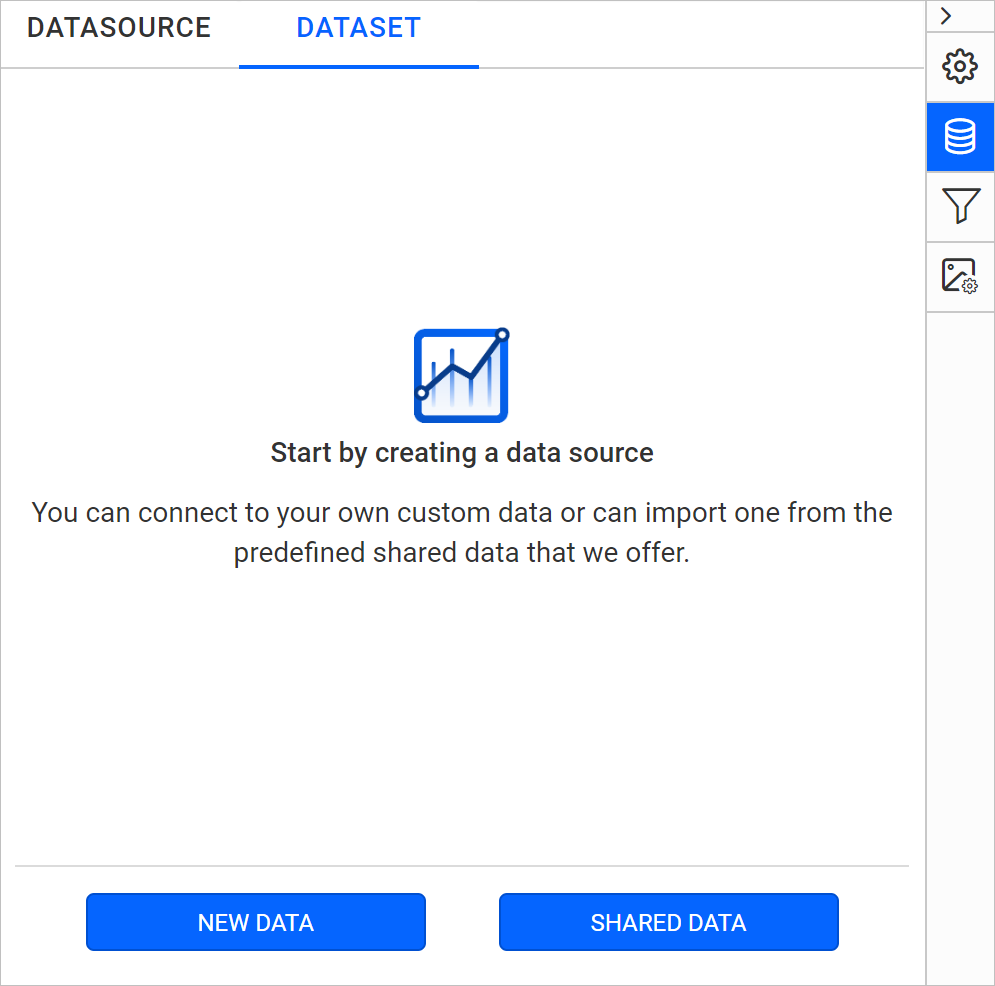 DATASOURCE DATASET
Start by creating a data source
You can connect to your own custom data or can import one from the
predefined shared data that we offer.
NEW DATA SHARED DATA